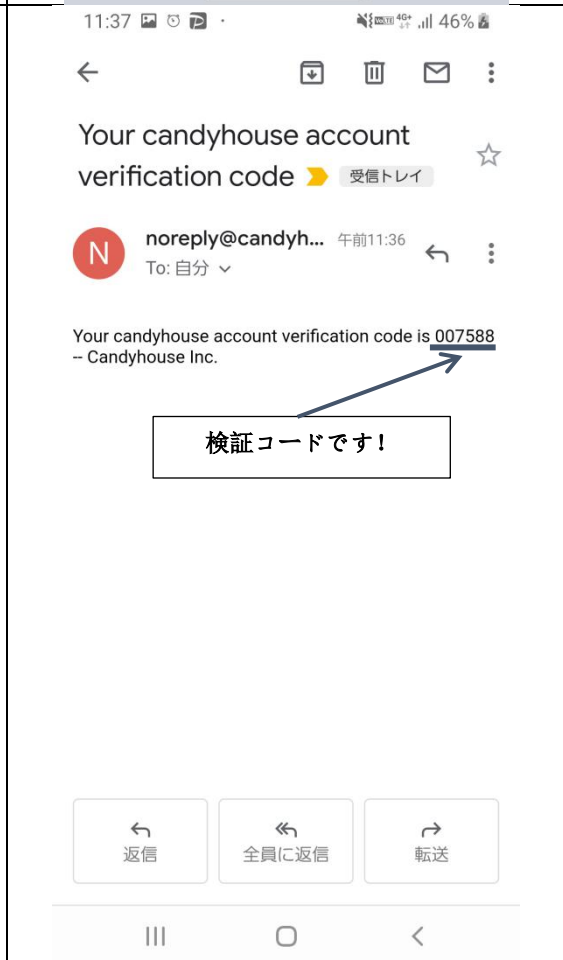 11:37
4G+ 46%
Your candyhouse account
verification code 受信トレイ
N
noreply@candyh... 午前11:36
To: 自分
Your candyhouse account verification code is 007588
-- Candyhouse Inc.
検証コードです!
返信
全員に返信
転送